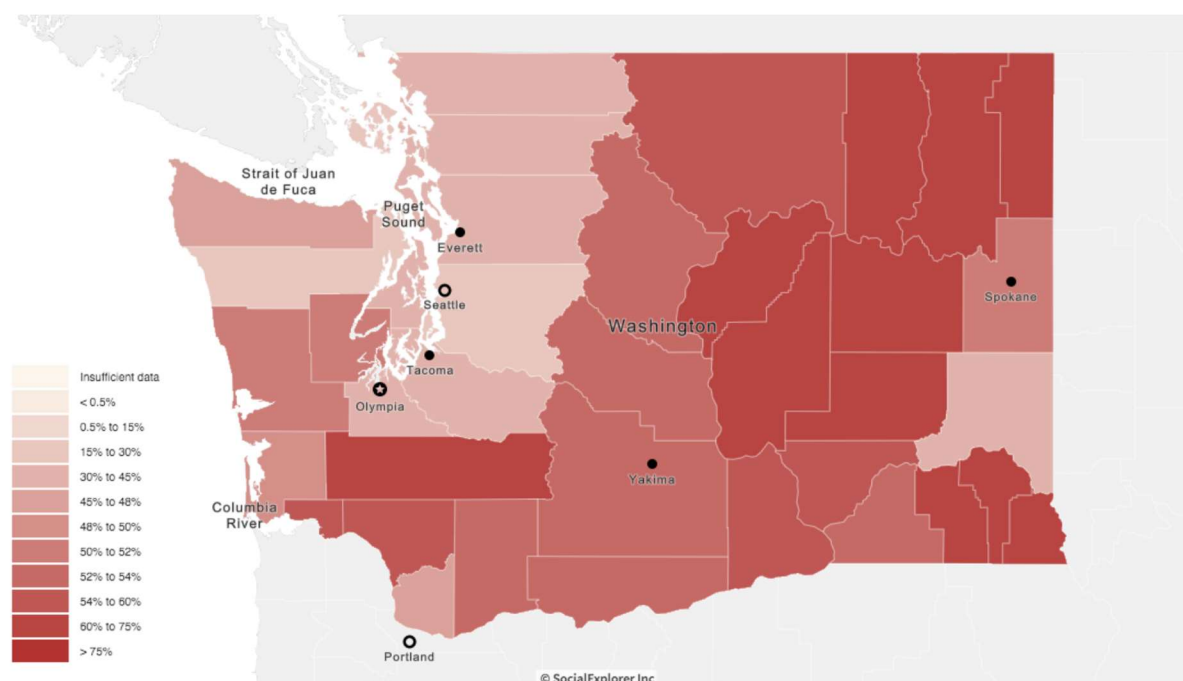 Strait of Juan
de Fuca
Puget
Sound
Everett
Seattle
Spokane
Washington
Tacoma
Olympia
Yakima
Columbia
River
Portland
Insufficient data
< 0.5%
0.5% to 15%
15% to 30%
30% to 45%
45% to 48%
48% to 50%
50% to 52%
52% to 54%
54% to 60%
60% to 75%
> 75%
© SocialExplorer Inc